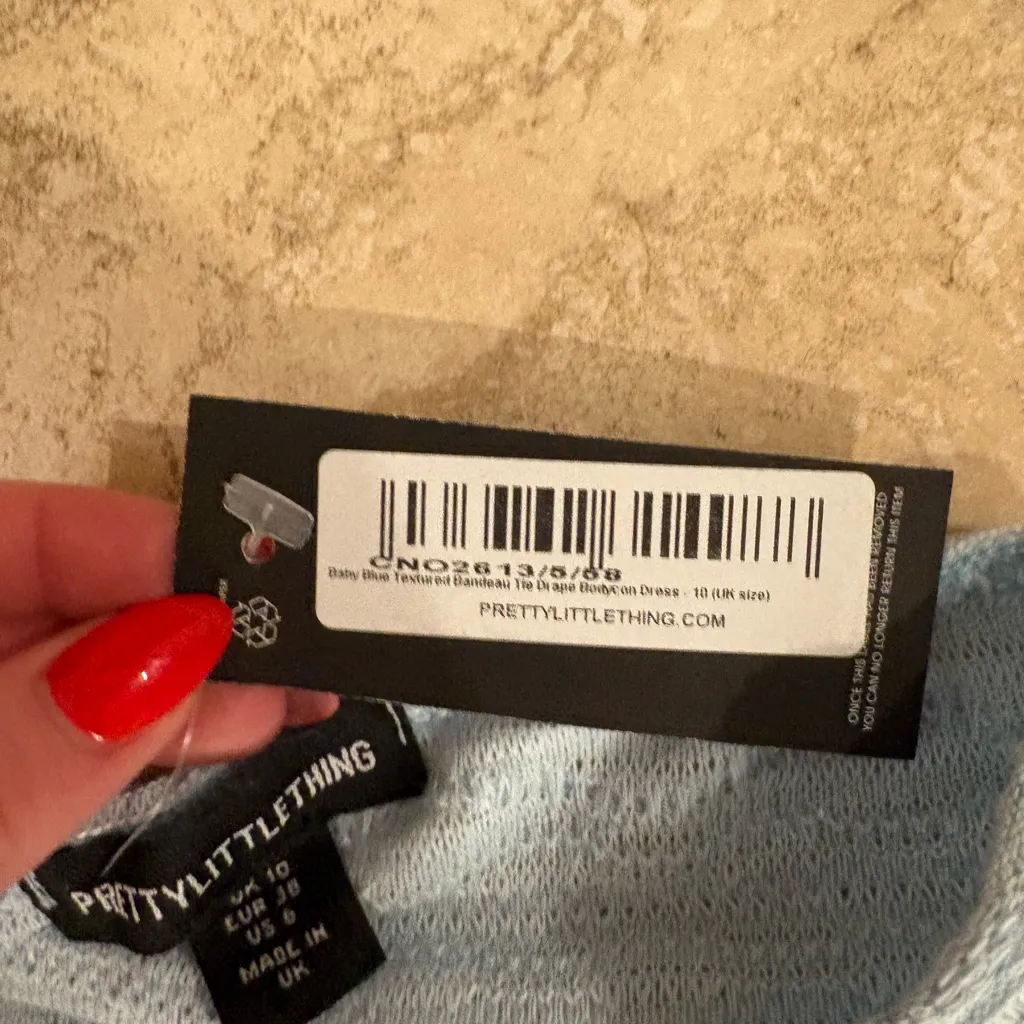 CNO2613/5/58
Baby Blue Textured Bandeau Tie Drape Bodycon Dress - 10 (UK size)
PRETTYLITTLETHING.COM
ONCE THIS HAS BEEN REMOVED
YOU CAN NO LONGER RETURN THIS ITEM
PRETTYLITTLETHING
UK 10
EUR 38
US 6
MADE IN
UK